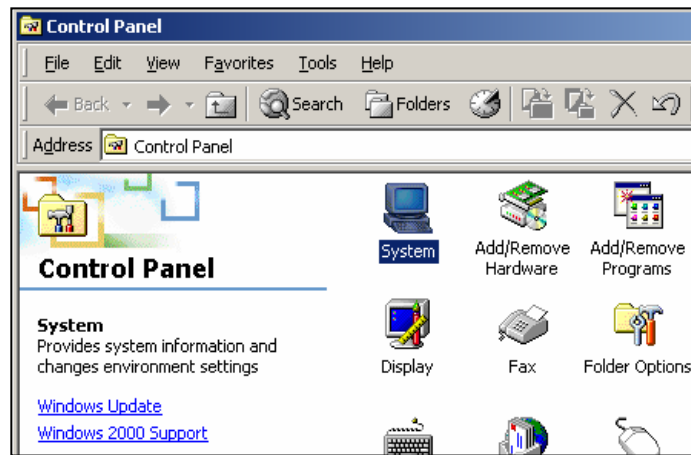 Control Panel
File Edit View Favorites Tools Help
Back Search Folders
Address Control Panel
Control Panel
System
Provides system information and
changes environment settings
Windows Update
Windows 2000 Support
System Add/Remove Hardware Add/Remove Programs
Display Fax Folder Options